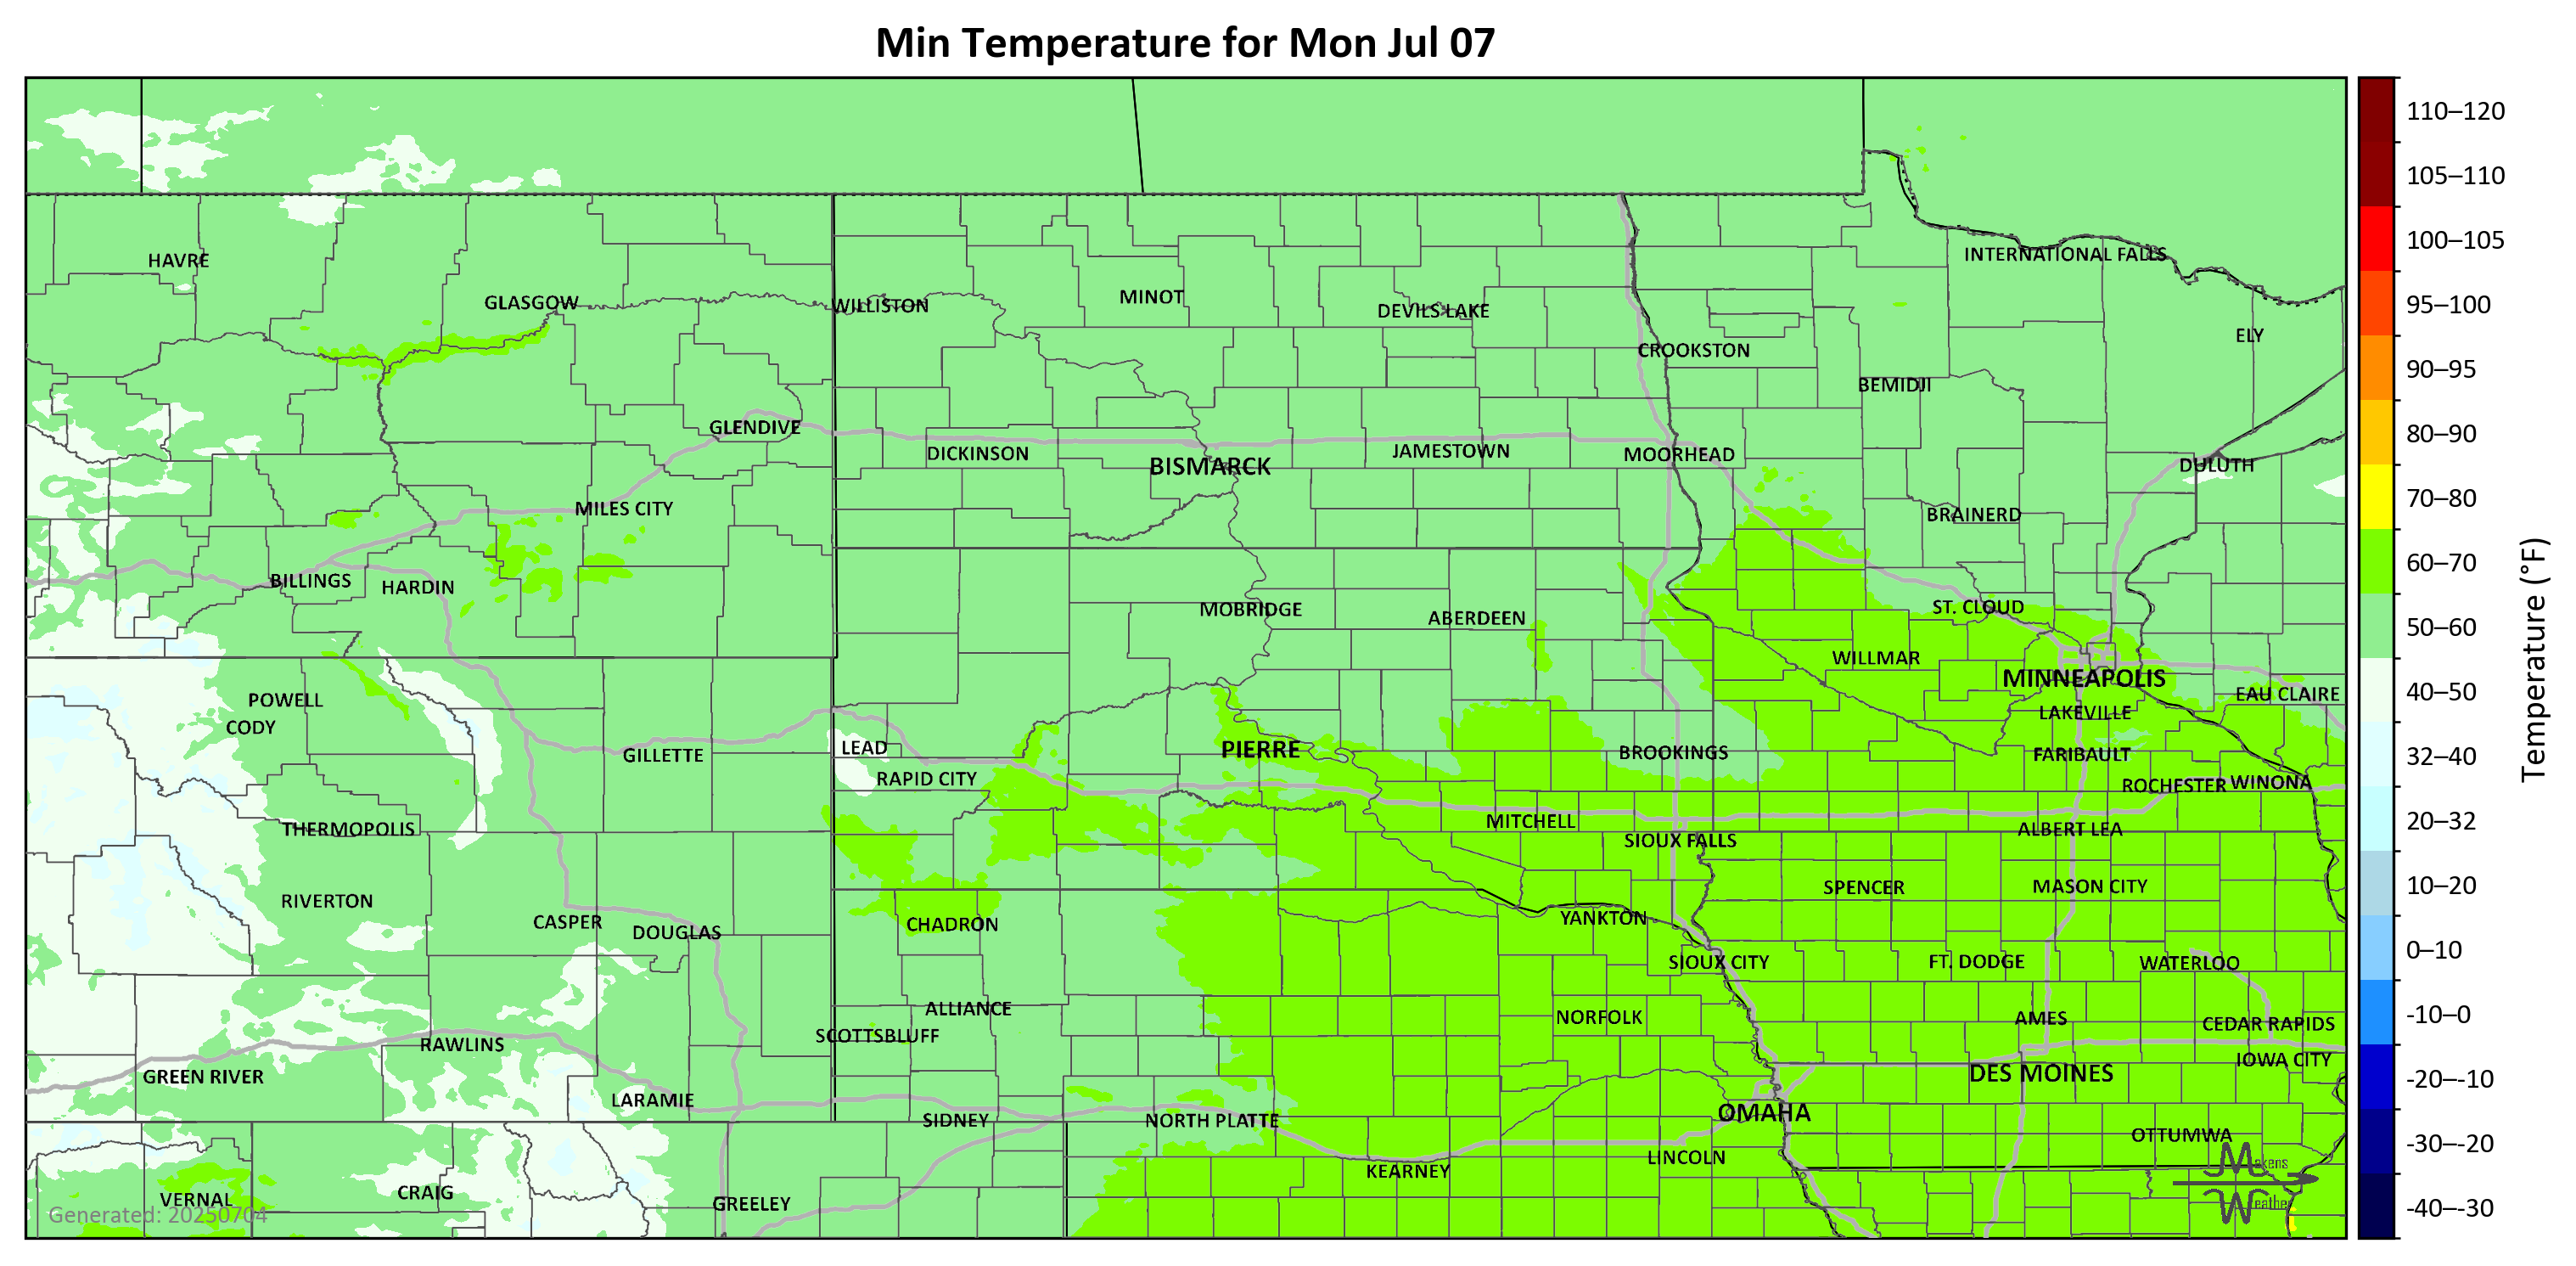 Min Temperature for Mon Jul 07
110–120
105–110
100–105
95–100
90–95
80–90
70–80
60–70
50–60
40–50
32–40
20–32
10–20
0–10
-10–0
-20–-10
-30–-20
-40–-30
Temperature (°F)
HAVRE
INTERNATIONAL FALLS
GLASGOW
WILLISTON
MINOT
DEVILS LAKE
ELY
CROOKSTON
BEMIDJI
GLENDIVE
DICKINSON
BISMARCK
JAMESTOWN
MOORHEAD
DULUTH
MILES CITY
BRAINERD
BILLINGS
HARDIN
MOBRIDGE
ABERDEEN
ST. CLOUD
WILLMAR
MINNEAPOLIS
POWELL
EAU CLAIRE
CODY
LAKEVILLE
GILLETTE
LEAD
PIERRE
BROOKINGS
FARIBAULT
RAPID CITY
ROCHESTER
WINONA
THERMOPOLIS
MITCHELL
SIOUX FALLS
ALBERT LEA
RIVERTON
SPENCER
MASON CITY
CASPER
DOUGLAS
CHADRON
YANKTON
SIOUX CITY
FT. DODGE
WATERLOO
ALLIANCE
NORFOLK
AMES
CEDAR RAPIDS
SCOTTSBLUFF
RAWLINS
IOWA CITY
GREEN RIVER
DES MOINES
LARAMIE
SIDNEY
NORTH PLATTE
OMAHA
OTTUMWA
LINCOLN
KEARNEY
VERNAL
CRAIG
GREELEY
Makens
Weather
Generated: 20250704